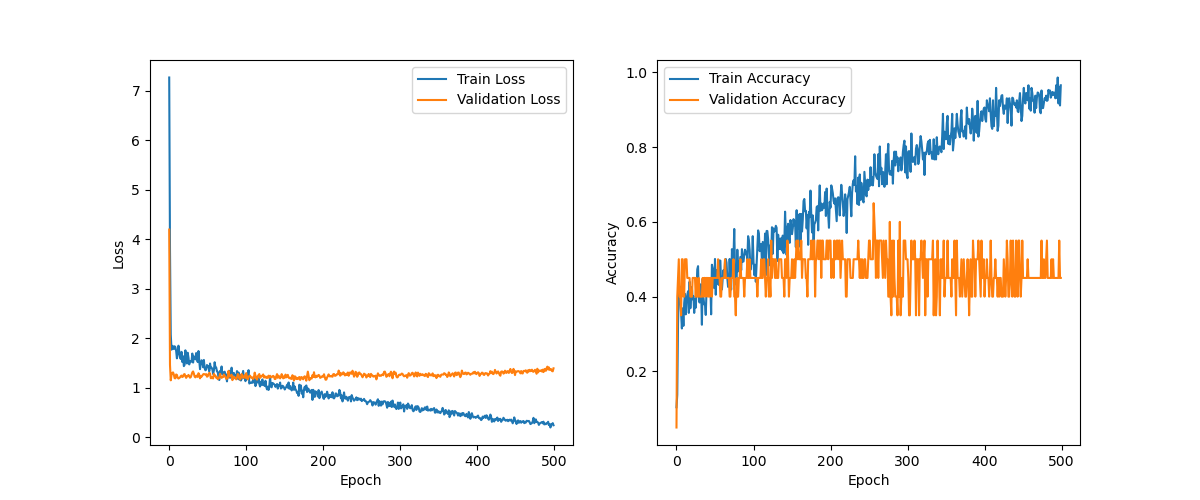 Train Loss
Validation Loss
7
6
5
4
3
2
1
0
Loss
0 100 200 300 400 500
Epoch
Train Accuracy
Validation Accuracy
1.0
0.8
0.6
0.4
0.2
Accuracy
0 100 200 300 400 500
Epoch